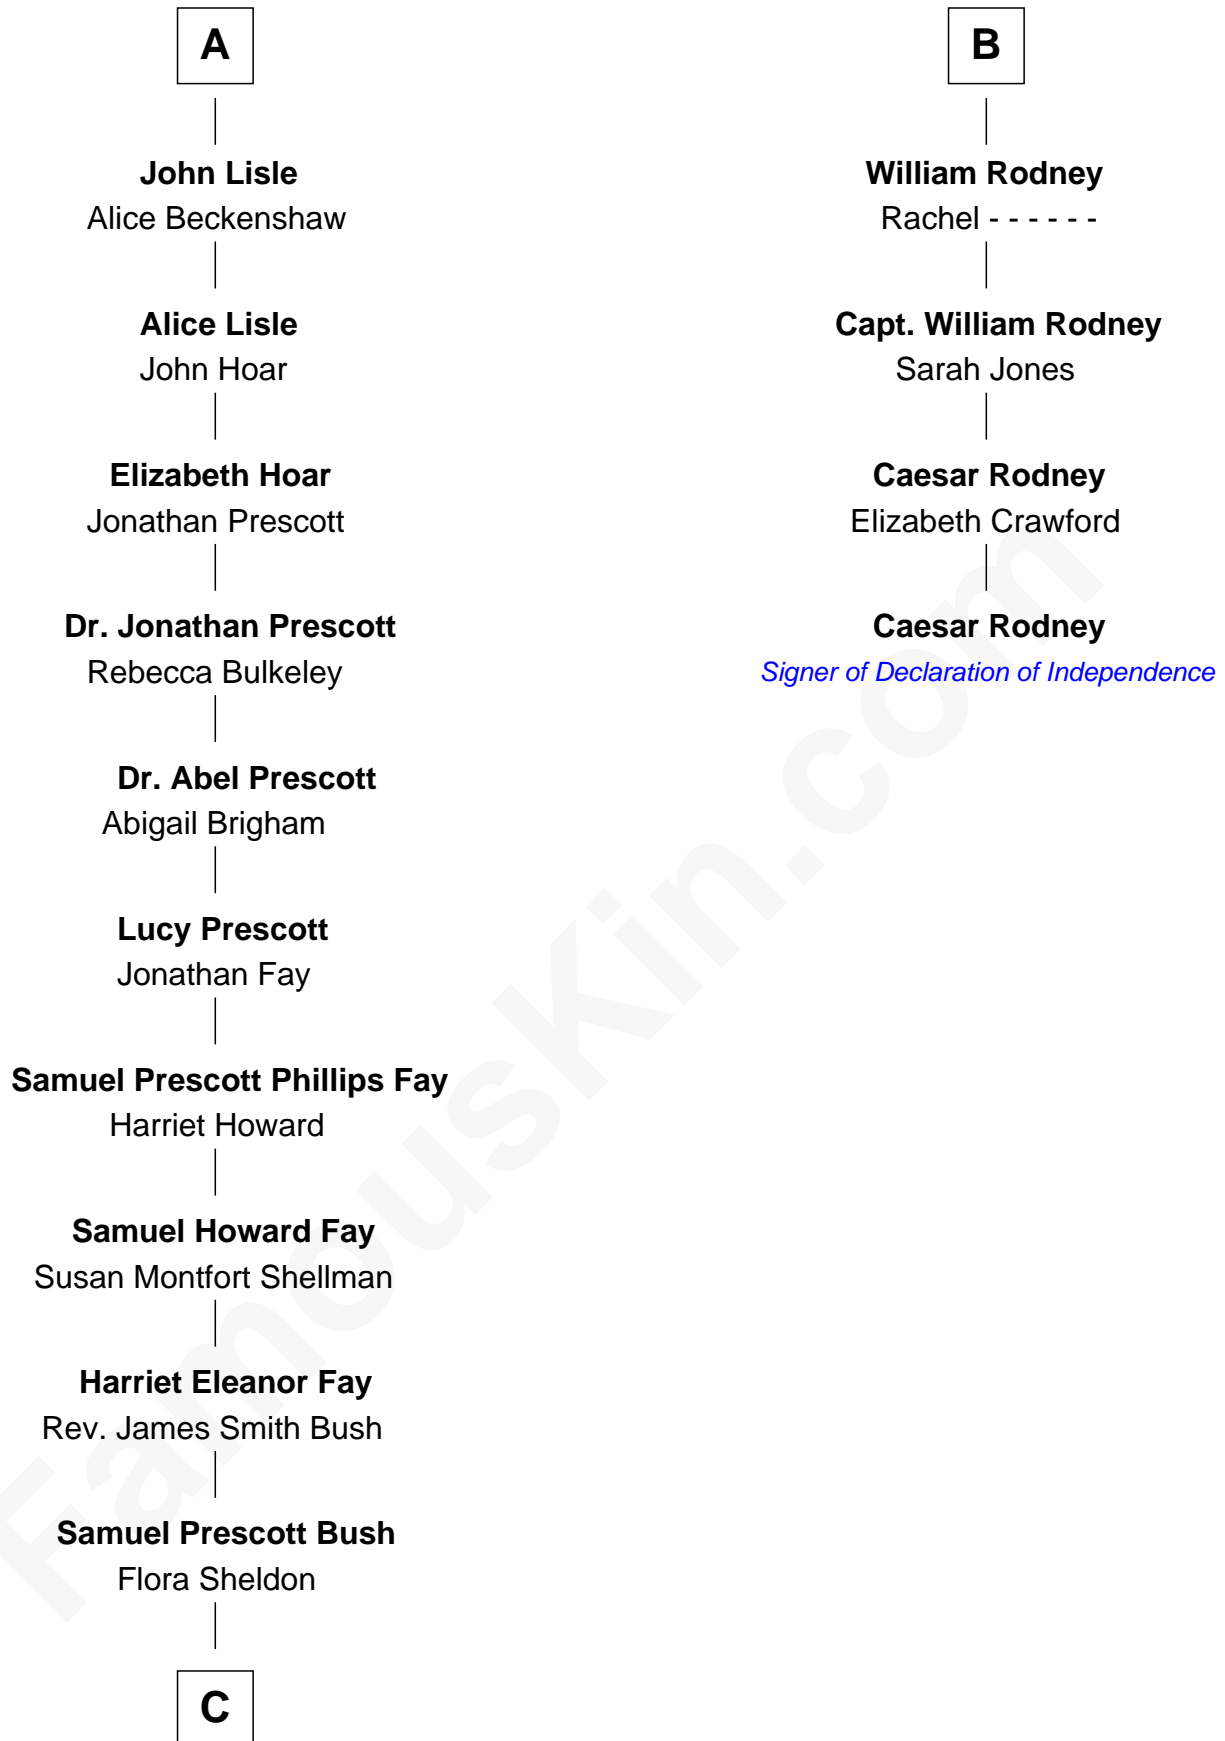 A
John Lisle
Alice Beckenshaw
Alice Lisle
John Hoar
Elizabeth Hoar
Jonathan Prescott
Dr. Jonathan Prescott
Rebecca Bulkeley
Dr. Abel Prescott
Abigail Brigham
Lucy Prescott
Jonathan Fay
Samuel Prescott Phillips Fay
Harriet Howard
Samuel Howard Fay
Susan Montfort Shellman
Harriet Eleanor Fay
Rev. James Smith Bush
Samuel Prescott Bush
Flora Sheldon
C
B
William Rodney
Rachel - - - - - -
Capt. William Rodney
Sarah Jones
Caesar Rodney
Elizabeth Crawford
Caesar Rodney
Signer of Declaration of Independence
FamousKin.com